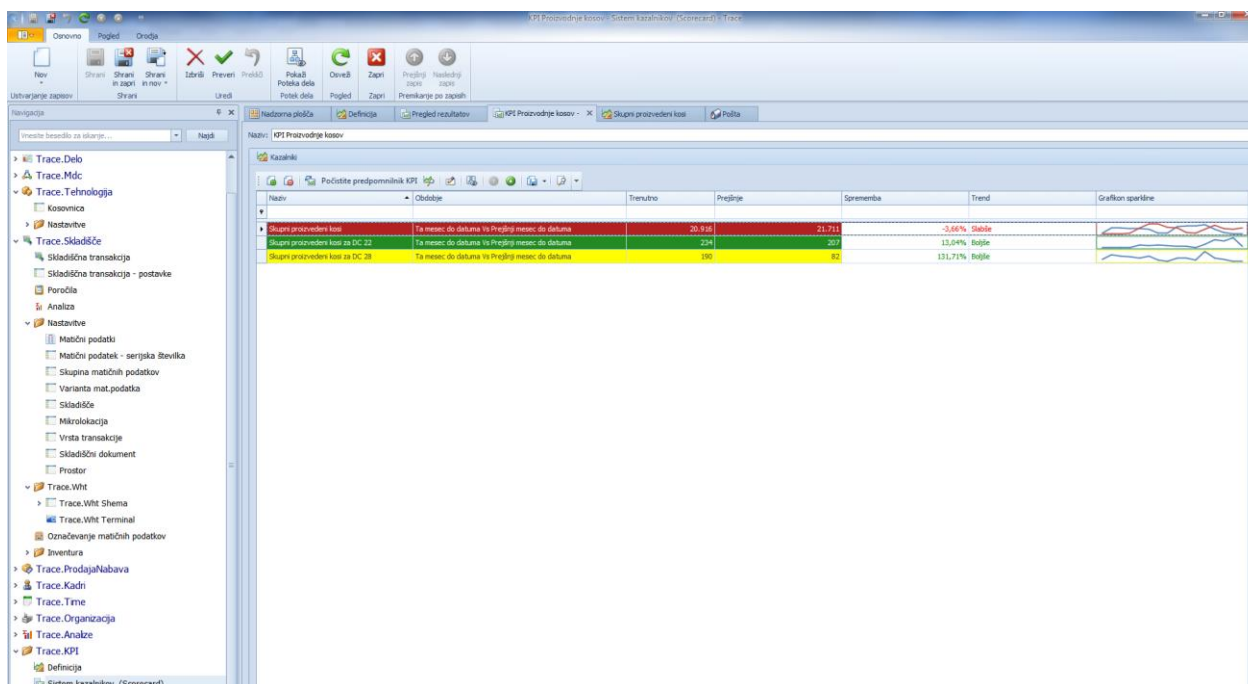 KPI Proizvodnje kosov - Sistem kazalnikov (Scorecard) - Trace
Osnovno Pogled Orodja
Nov
Shrani
Shrani in zapri
Shrani in nov
Izbriši
Preveri
Prekliči
Pokaži Poteka dela
Osveži
Zapri
Prejšnji zapis
Naslednji zapis
Ustvarjanje zapisov Shrani Uredi Potek dela Pogled Zapri Premikanje po zapisih
Navigacija
Nadzorna plošča Definicija Pregled rezultatov KPI Proizvodnje kosov - Skupni proizvedeni kosi Pošta
Vnesite besedilo za iskanje... Najdi
Naziv: KPI Proizvodnje kosov
Kazalniki
Počistite predpomnilnik KPI
Naziv Obdobje Trenutno Prejšnje Sprememba Trend Grafikon sparkline
Skupni proizvedeni kosi Ta mesec do datuma Vs Prejšnji mesec do datuma 20.916 21.711 -3,66% Slabše
Skupni proizvedeni kosi za DC 22 Ta mesec do datuma Vs Prejšnji mesec do datuma 234 207 13,04% Boljše
Skupni proizvedeni kosi za DC 28 Ta mesec do datuma Vs Prejšnji mesec do datuma 190 82 131,71% Boljše
Trace.Delo
Trace.Mdc
Trace.Tehnologija
Kosovnica
Nastavitve
Trace.Skladišče
Skladiščna transakcija
Skladiščna transakcija - postavke
Poročila
Analiza
Nastavitve
Matični podatki
Matični podatek - serijska številka
Skupina matičnih podatkov
Varianta mat.podatka
Skladišče
Mikrolokacija
Vrsta transakcije
Skladiščni dokument
Prostor
Trace.Wht
Trace.Wht Shema
Trace.Wht Terminal
Označevanje matičnih podatkov
Inventura
Trace.ProdajaNabava
Trace.Kadri
Trace.Time
Trace.Organizacija
Trace.Analize
Trace.KPI
Definicija
Sistem kazalnikov (Scorecard)